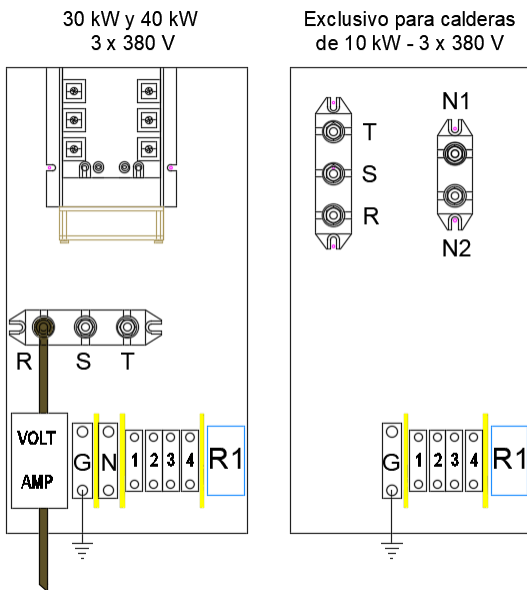 30 kW y 40 kW
3 x 380 V
R S T
VOLT
AMP
G N 1 2 3 4 R1
Exclusivo para calderas
de 10 kW - 3 x 380 V
T
S
R
N1
N2
G 1 2 3 4 R1